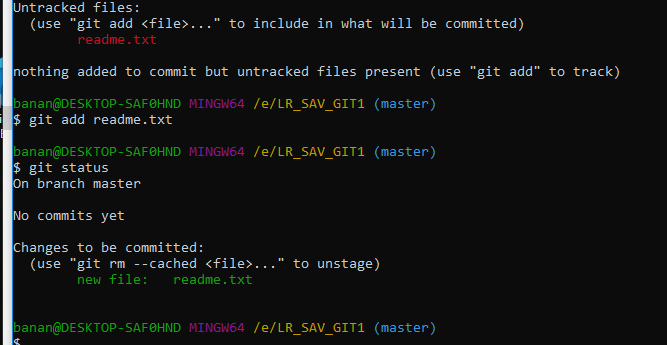 Untracked files:
  (use "git add <file>..." to include in what will be committed)
        readme.txt

nothing added to commit but untracked files present (use "git add" to track)

banan@DESKTOP-SAF0HND MINGW64 /e/LR_SAV_GIT1 (master)
$ git add readme.txt

banan@DESKTOP-SAF0HND MINGW64 /e/LR_SAV_GIT1 (master)
$ git status
On branch master

No commits yet

Changes to be committed:
  (use "git rm --cached <file>..." to unstage)
        new file:   readme.txt


banan@DESKTOP-SAF0HND MINGW64 /e/LR_SAV_GIT1 (master)
$